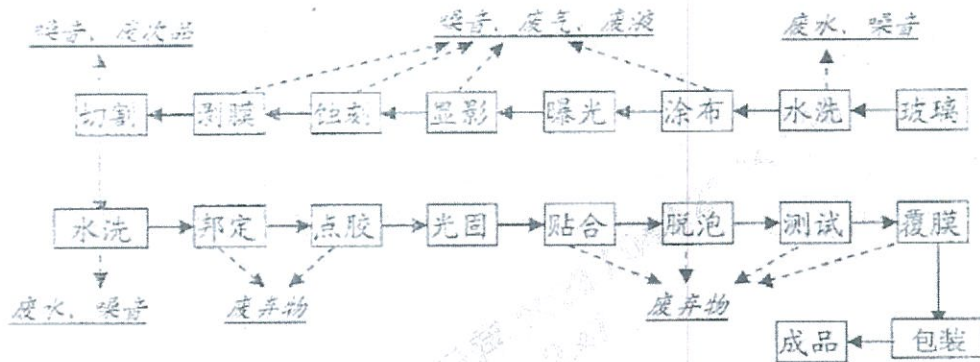 噪音、废次品 噪音、废气、废液 废水、噪音
切割 剥膜 蚀刻 显影 曝光 涂布 水洗 玻璃
水洗 邦定 点胶 光固 贴合 脱泡 测试 覆膜
废水、噪音 废弃物 废弃物
成品 包装